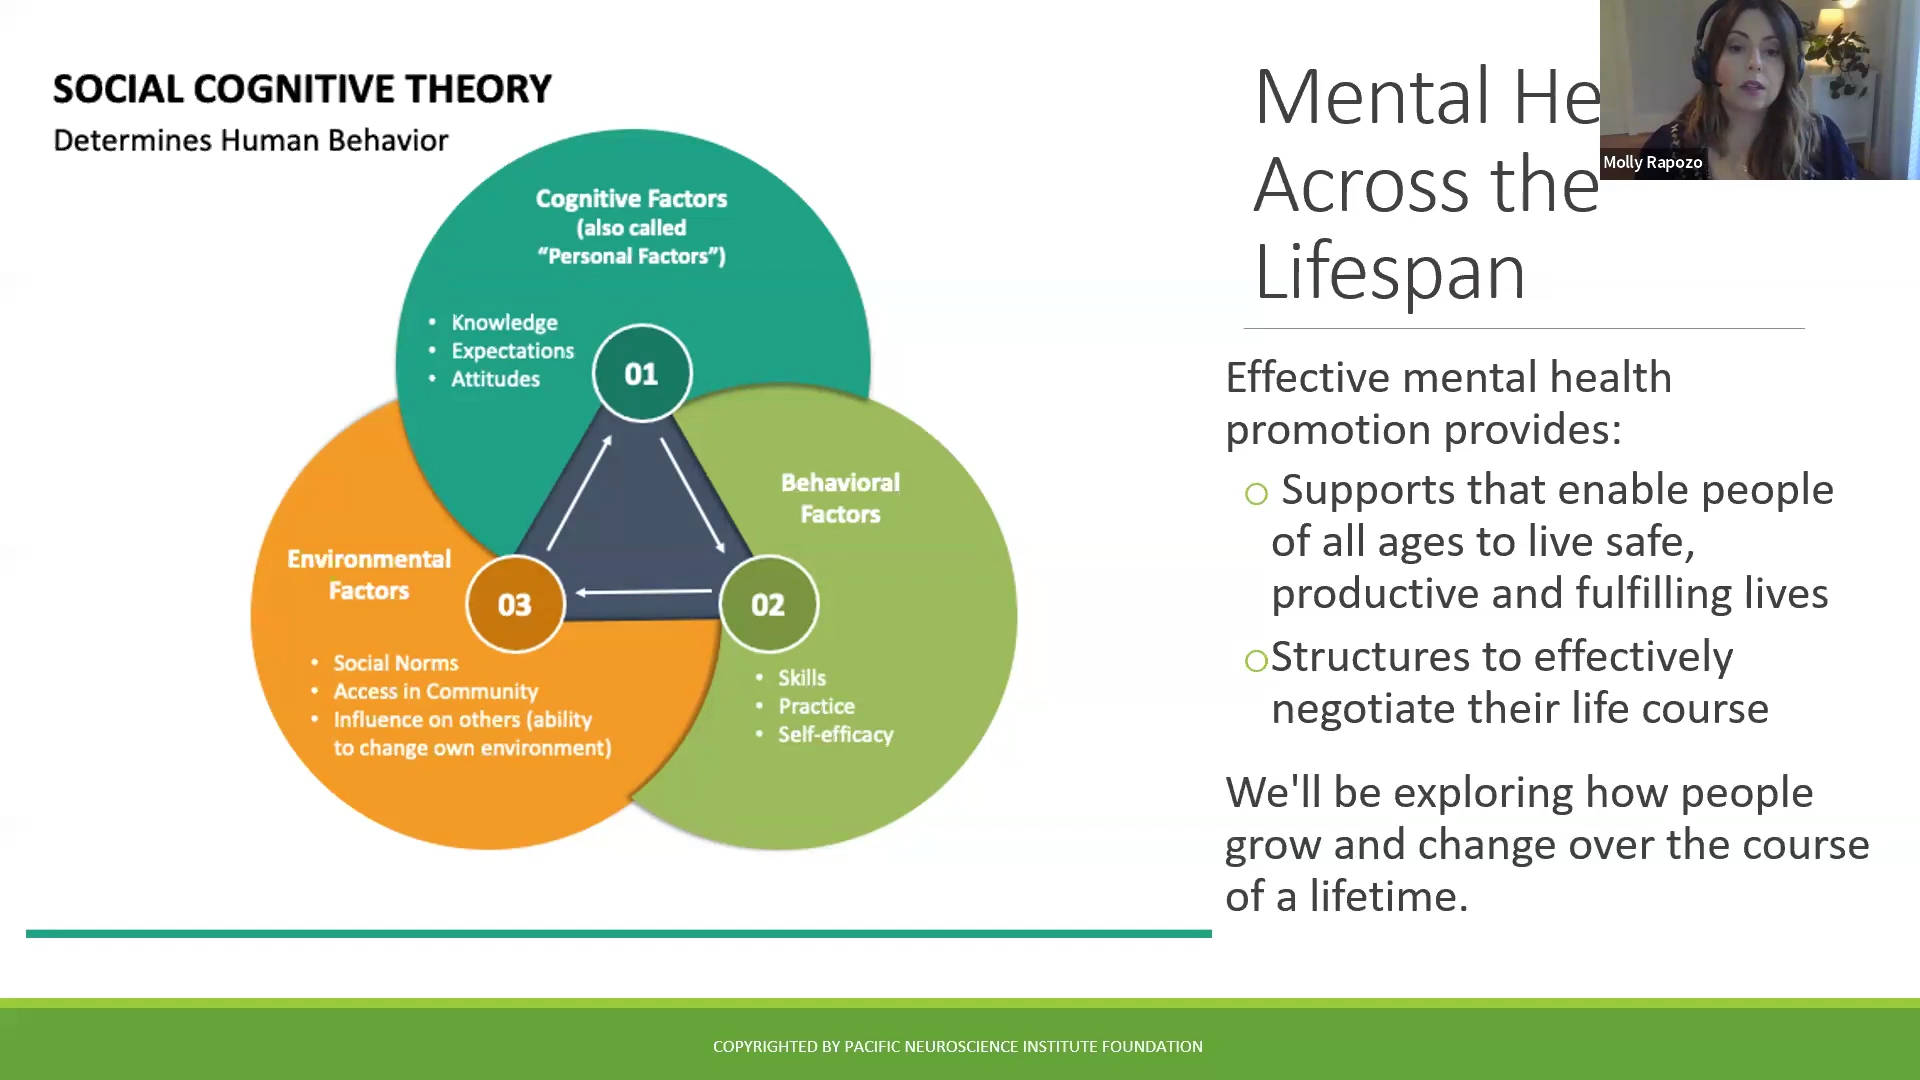 SOCIAL COGNITIVE THEORY
Determines Human Behavior
Cognitive Factors
(also called
“Personal Factors”)
• Knowledge
• Expectations
• Attitudes
01
Behavioral
Factors
02
• Skills
• Practice
• Self-efficacy
Environmental
Factors
03
• Social Norms
• Access in Community
• Influence on others (ability
to change own environment)
Mental He
Across the
Lifespan
Effective mental health
promotion provides:
o Supports that enable people
of all ages to live safe,
productive and fulfilling lives
oStructures to effectively
negotiate their life course
We'll be exploring how people
grow and change over the course
of a lifetime.
Molly Rapozo
COPYRIGHTED BY PACIFIC NEUROSCIENCE INSTITUTE FOUNDATION